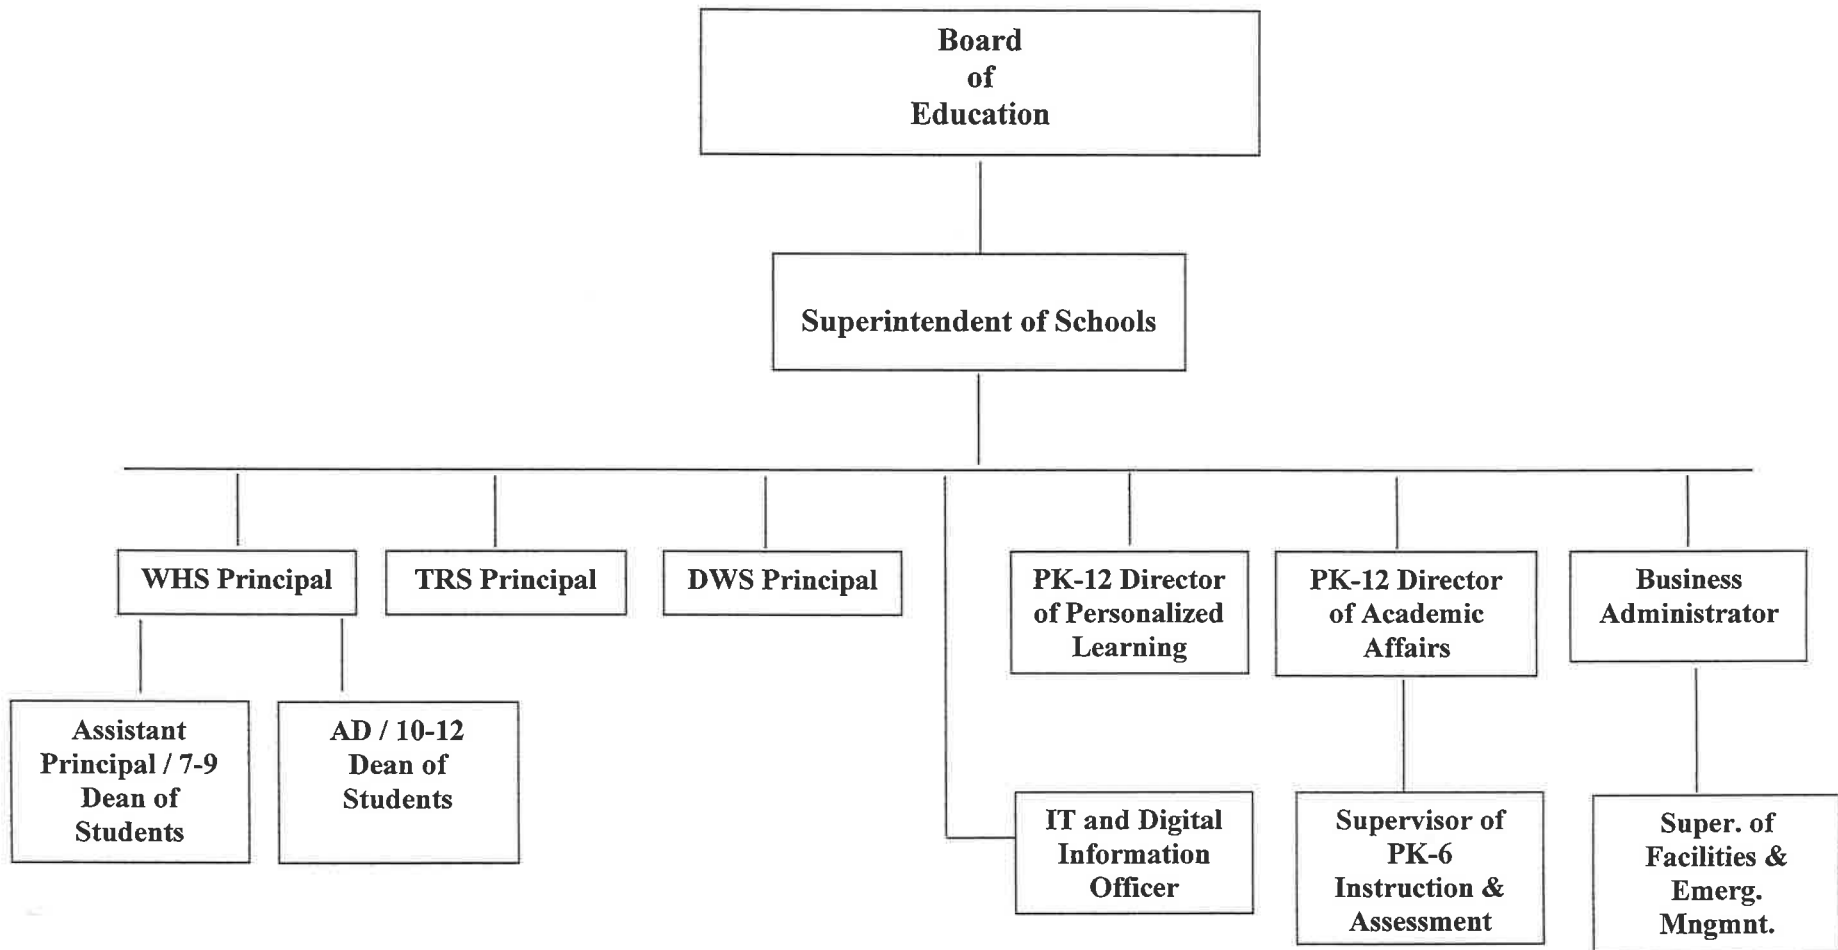 Board
of
Education
Superintendent of Schools
WHS Principal
TRS Principal
DWS Principal
PK-12 Director
of Personalized
Learning
PK-12 Director
of Academic
Affairs
Business
Administrator
Assistant
Principal / 7-9
Dean of
Students
AD / 10-12
Dean of
Students
IT and Digital
Information
Officer
Supervisor of
PK-6
Instruction &
Assessment
Super. of
Facilities &
Emerg.
Mngmnt.